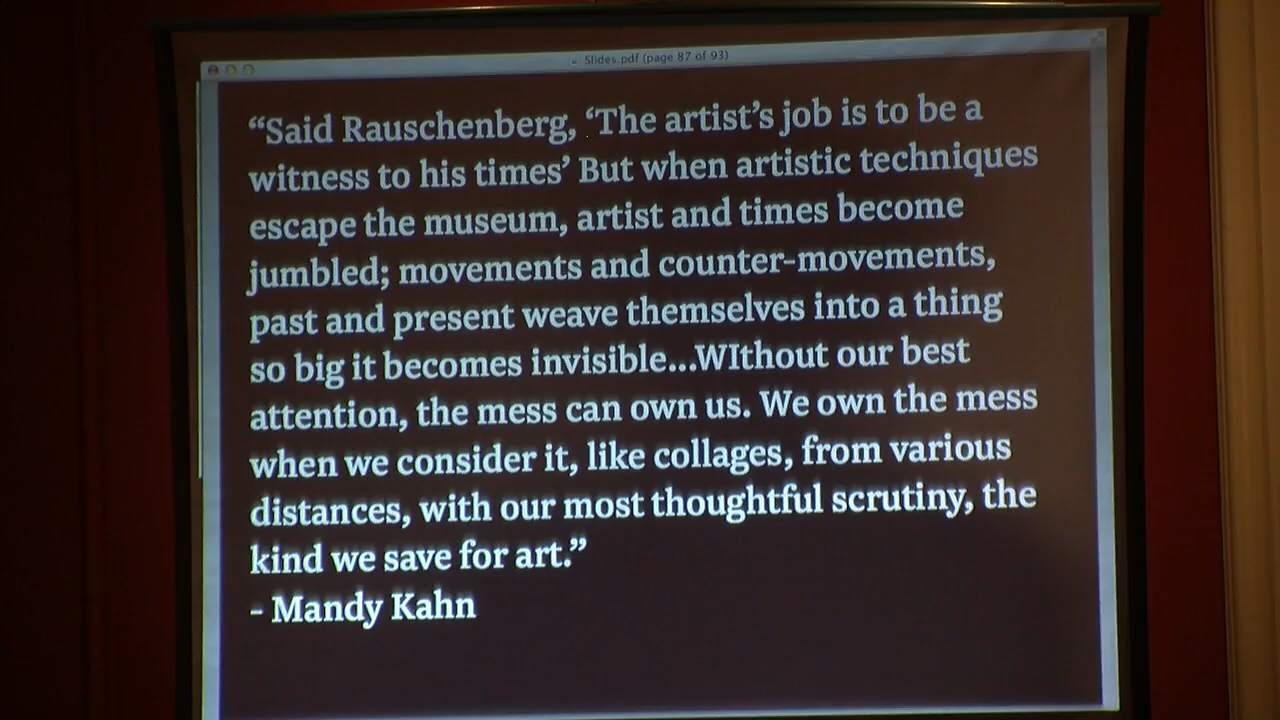 Slides.pdf (page 87 of 93)
“Said Rauschenberg, ‘The artist’s job is to be a
witness to his times’ But when artistic techniques
escape the museum, artist and times become
jumbled; movements and counter-movements,
past and present weave themselves into a thing
so big it becomes invisible...WIthout our best
attention, the mess can own us. We own the mess
when we consider it, like collages, from various
distances, with our most thoughtful scrutiny, the
kind we save for art.”
- Mandy Kahn